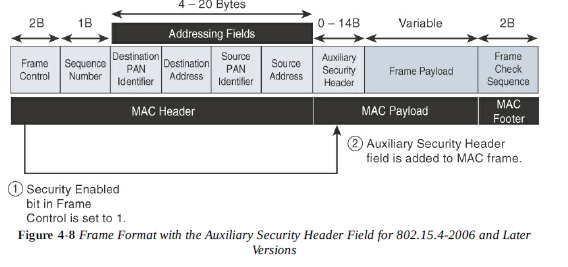 4 – 20 Bytes
2B 1B 0 – 14B Variable 2B
Addressing Fields
Frame Control
Sequence Number
Destination PAN Identifier
Destination Address
Source PAN Identifier
Source Address
Auxiliary Security Header
Frame Payload
Frame Check Sequence
MAC Header
MAC Payload
MAC Footer
② Auxiliary Security Header
field is added to MAC frame.
① Security Enabled
bit in Frame
Control is set to 1.
Figure 4-8 Frame Format with the Auxiliary Security Header Field for 802.15.4-2006 and Later
Versions